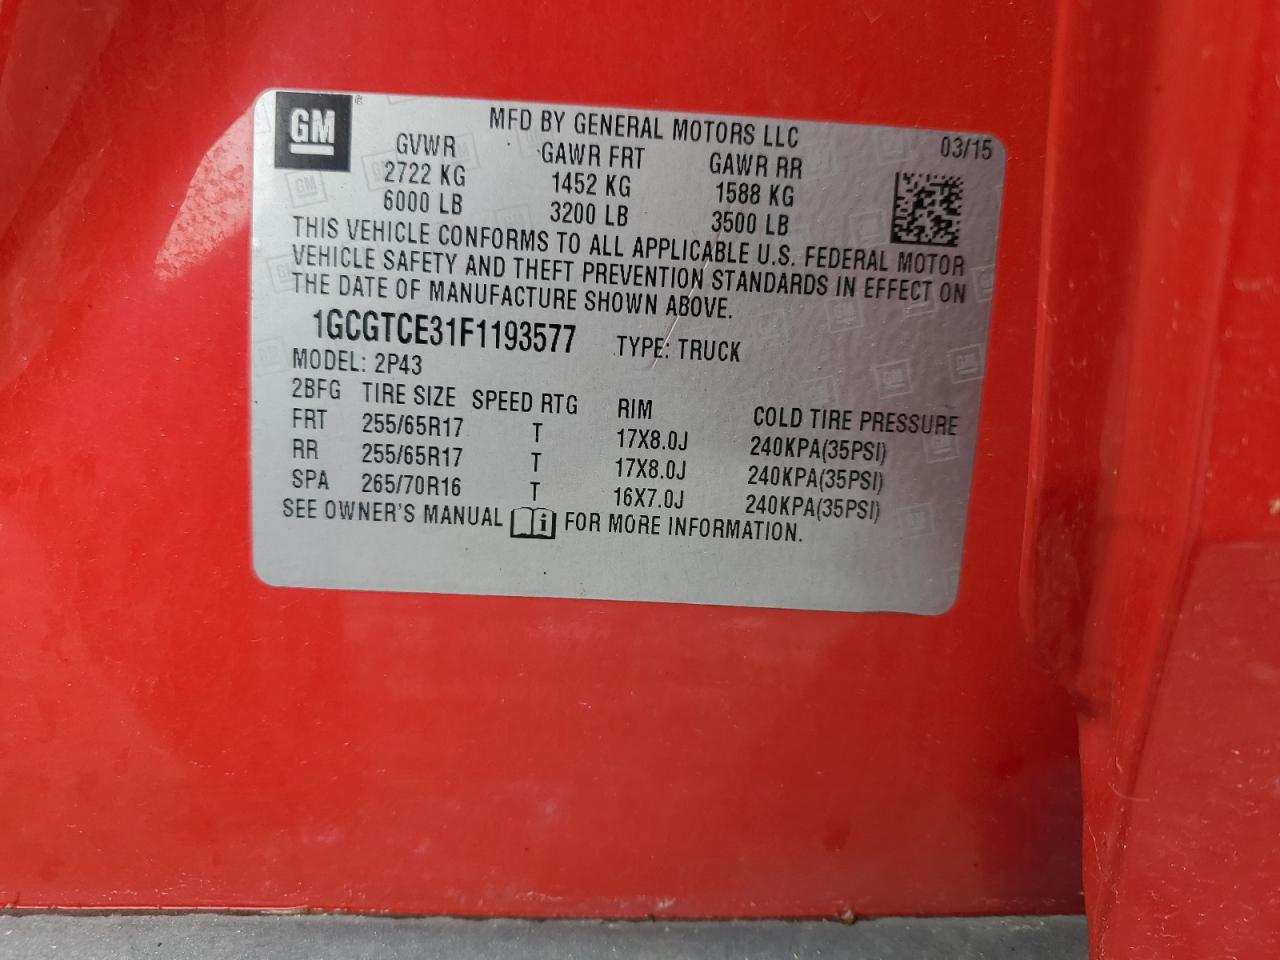 GM ®
MFD BY GENERAL MOTORS LLC 03/15
GVWR GAWR FRT GAWR RR
2722 KG 1452 KG 1588 KG
6000 LB 3200 LB 3500 LB
THIS VEHICLE CONFORMS TO ALL APPLICABLE U.S. FEDERAL MOTOR
VEHICLE SAFETY AND THEFT PREVENTION STANDARDS IN EFFECT ON
THE DATE OF MANUFACTURE SHOWN ABOVE.
1GCGTCE31F1193577 TYPE: TRUCK
MODEL: 2P43
2BFG TIRE SIZE SPEED RTG RIM COLD TIRE PRESSURE
FRT 255/65R17 T 17X8.0J 240KPA(35PSI)
RR 255/65R17 T 17X8.0J 240KPA(35PSI)
SPA 265/70R16 T 16X7.0J 240KPA(35PSI)
SEE OWNER'S MANUAL i FOR MORE INFORMATION.